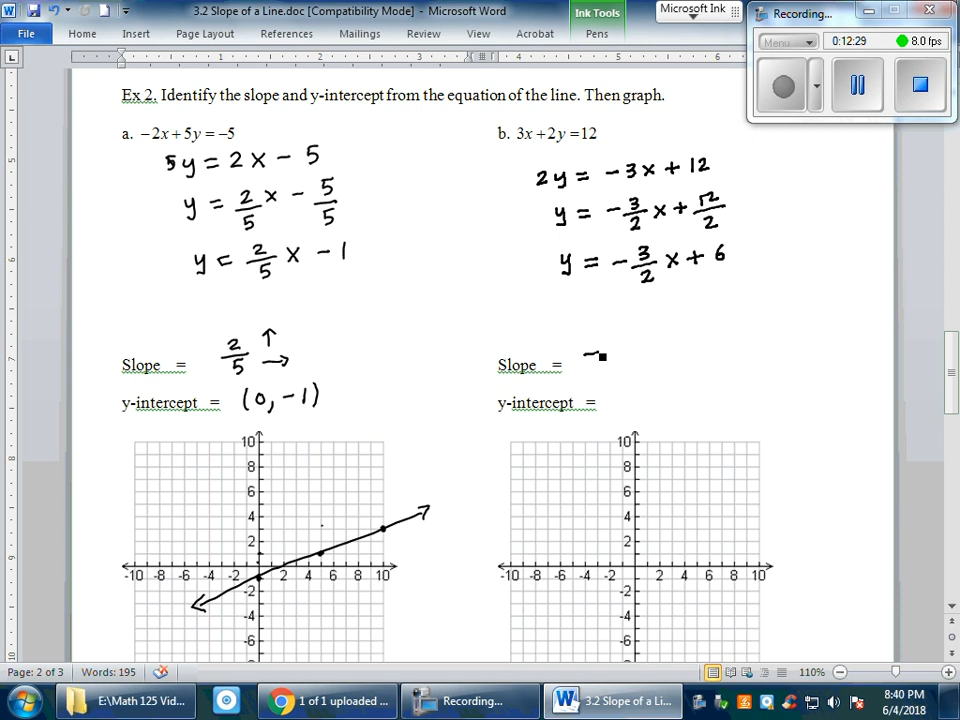 3.2 Slope of a Line.doc [Compatibility Mode] - Microsoft Word
Ink Tools
Microsoft Ink
Recording...
File Home Insert Page Layout References Mailings Review View Acrobat Pens
Menu 0:12:29 8.0 fps
Ex 2. Identify the slope and y-intercept from the equation of the line. Then graph.
a. −2x + 5y = −5
5y = 2x − 5
y = 2/5 x − 5/5
y = 2/5 x − 1
Slope = 2/5 ↑ →
y-intercept = (0, −1)
10
8
6
4
2
-10 -8 -6 -4 -2 2 4 6 8 10
-2
-4
-6
b. 3x + 2y = 12
2y = −3x + 12
y = −3/2 x + 12/2
y = −3/2 x + 6
Slope = −
y-intercept =
10
8
6
4
2
-10 -8 -6 -4 -2 2 4 6 8 10
-2
-4
-6
Page: 2 of 3 Words: 195 110%
E:\Math 125 Vid... 1 of 1 uploaded ... Recording... 3.2 Slope of a Li...
8:40 PM
6/4/2018